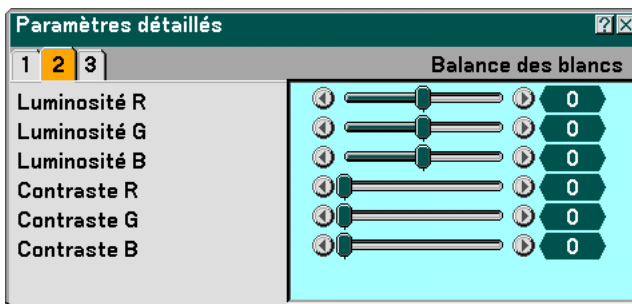 Paramètres détaillés ? ×
1 2 3 Balance des blancs
Luminosité R 0
Luminosité G 0
Luminosité B 0
Contraste R 0
Contraste G 0
Contraste B 0